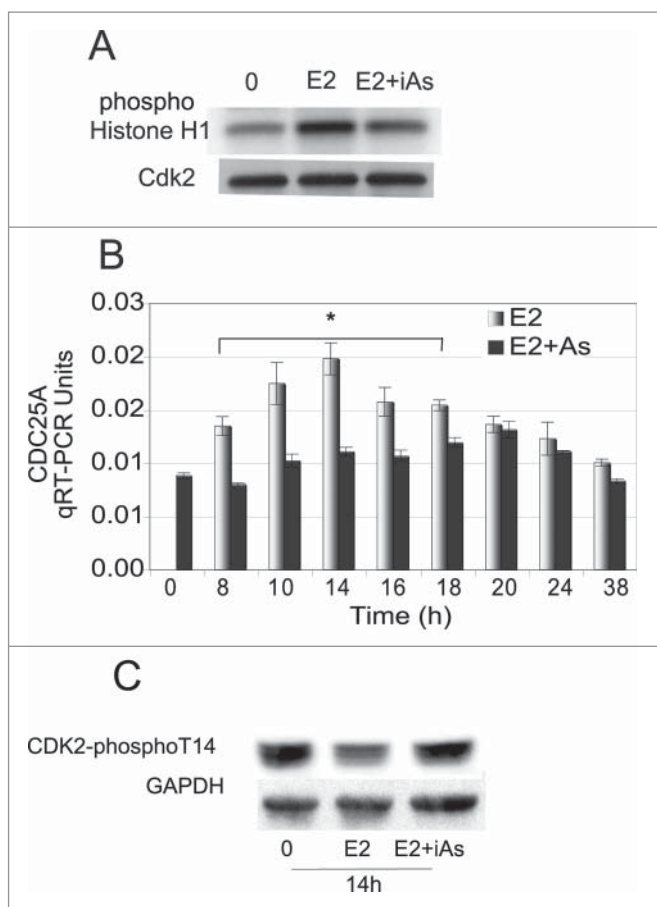 A
0 E2 E2+iAs
phospho
Histone H1
Cdk2
B
0.03
0.02
0.02
0.01
0.01
0.00
CDC25A
qRT-PCR Units
*
E2
E2+As
0 8 10 14 16 18 20 24 38
Time (h)
C
CDK2-phosphoT14
GAPDH
0 E2 E2+iAs
14h